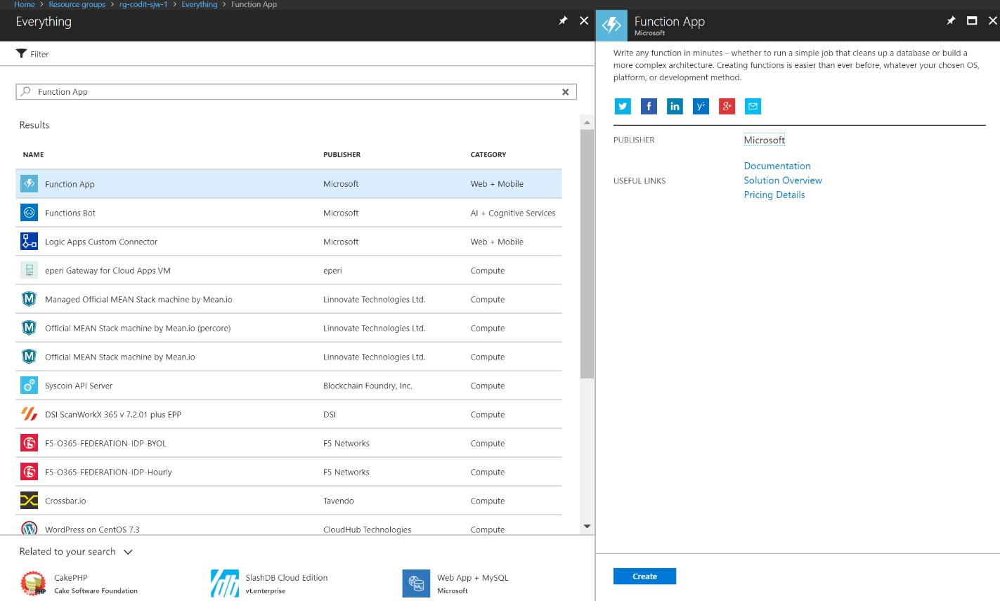 Home > Resource groups > rg-codit-sjw-1 > Everything > Function App
Everything
Filter
Function App
Results
NAME PUBLISHER CATEGORY
Function App Microsoft Web + Mobile
Functions Bot Microsoft AI + Cognitive Services
Logic Apps Custom Connector Microsoft Web + Mobile
eperi Gateway for Cloud Apps VM eperi Compute
Managed Official MEAN Stack machine by Mean.io Linnovate Technologies Ltd. Compute
Official MEAN Stack machine by Mean.io (percore) Linnovate Technologies Ltd. Compute
Official MEAN Stack machine by Mean.io Linnovate Technologies Ltd. Compute
Syscoin API Server Blockchain Foundry, Inc. Compute
DSI ScanWorkX 365 v 7.2.01 plus EPP DSI Compute
F5-O365-FEDERATION-IDP-BYOL F5 Networks Compute
F5-O365-FEDERATION-IDP-Hourly F5 Networks Compute
Crossbar.io Tavendo Compute
WordPress on CentOS 7.3 CloudHub Technologies Compute
Related to your search
CakePHP
Cake Software Foundation
SlashDB Cloud Edition
vt.enterprise
Web App + MySQL
Microsoft
Function App
Microsoft
Write any function in minutes – whether to run a simple job that cleans up a database or build a
more complex architecture. Creating functions is easier than ever before, whatever your chosen OS,
platform, or development method.
PUBLISHER Microsoft
USEFUL LINKS
Documentation
Solution Overview
Pricing Details
Create